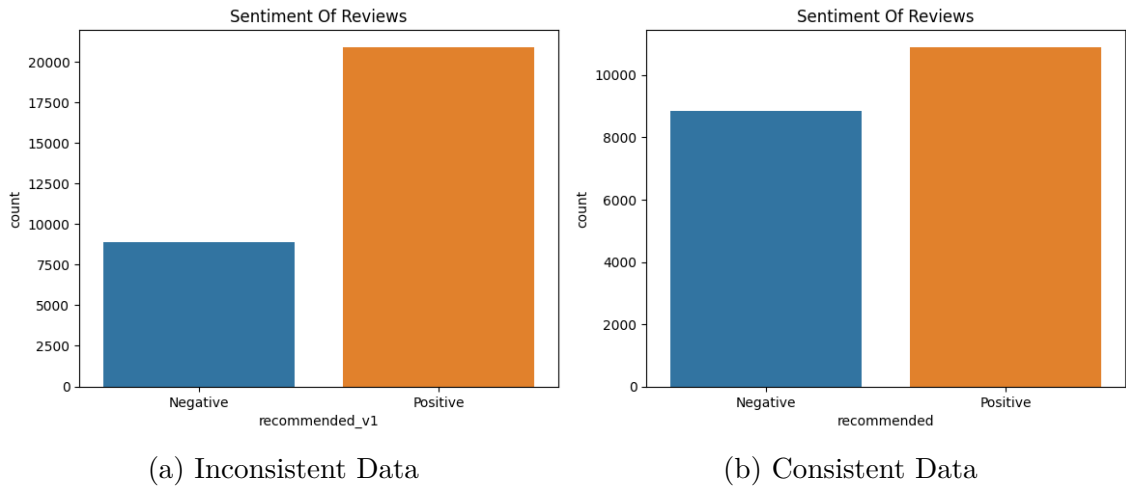 Sentiment Of Reviews
20000
17500
15000
12500
10000
7500
5000
2500
0
count
Negative
Positive
recommended_v1
(a) Inconsistent Data
Sentiment Of Reviews
10000
8000
6000
4000
2000
0
count
Negative
Positive
recommended
(b) Consistent Data